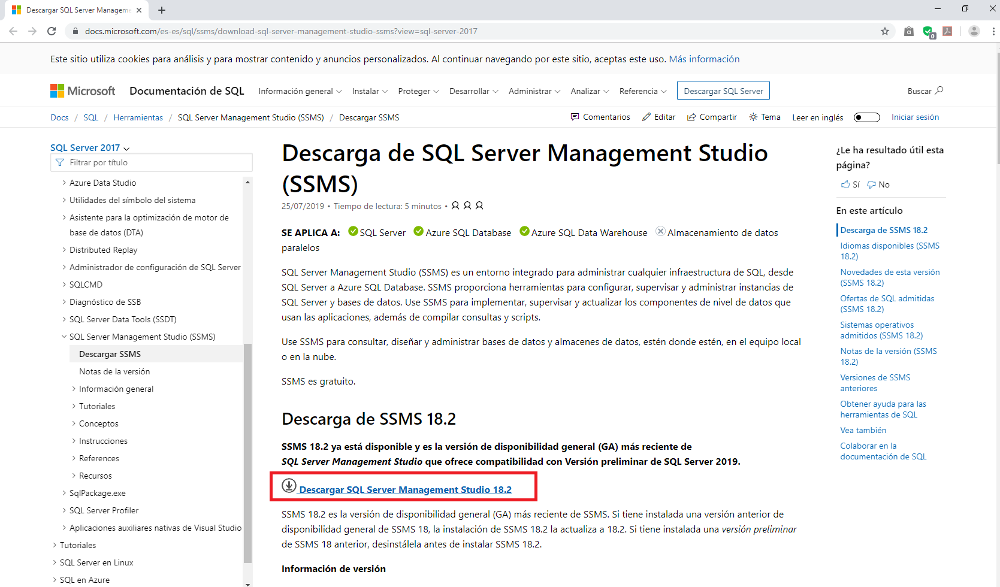 Descargar SQL Server Manageme
docs.microsoft.com/es-es/sql/ssms/download-sql-server-management-studio-ssms?view=sql-server-2017
a
0
Este sitio utiliza cookies para análisis y para mostrar contenido y anuncios personalizados. Al continuar navegando por este sitio, aceptas este uso. Más información
Microsoft
Documentación de SQL
Información general
Instalar
Proteger
Desarrollar
Administrar
Analizar
Referencia
Descargar SQL Server
Buscar
Docs / SQL / Herramientas / SQL Server Management Studio (SSMS) / Descargar SSMS
Comentarios
Editar
Compartir
Tema
Leer en inglés
Iniciar sesión
SQL Server 2017
Filtrar por título
Azure Data Studio
Utilidades del símbolo del sistema
Asistente para la optimización de motor de
base de datos (DTA)
Distributed Replay
Administrador de configuración de SQL Server
SQLCMD
Diagnóstico de SSB
SQL Server Data Tools (SSDT)
SQL Server Management Studio (SSMS)
Descargar SSMS
Notas de la versión
Información general
Tutoriales
Conceptos
Instrucciones
References
Recursos
SqlPackage.exe
SQL Server Profiler
Aplicaciones auxiliares nativas de Visual Studio
Tutoriales
SQL Server en Linux
SQL en Azure
Descarga de SQL Server Management Studio
(SSMS)
25/07/2019 • Tiempo de lectura: 5 minutos •
SE APLICA A: SQL Server Azure SQL Database Azure SQL Data Warehouse Almacenamiento de datos
paralelos
SQL Server Management Studio (SSMS) es un entorno integrado para administrar cualquier infraestructura de SQL, desde
SQL Server a Azure SQL Database. SSMS proporciona herramientas para configurar, supervisar y administrar instancias de
SQL Server y bases de datos. Use SSMS para implementar, supervisar y actualizar los componentes de nivel de datos que
usan las aplicaciones, además de compilar consultas y scripts.
Use SSMS para consultar, diseñar y administrar bases de datos y almacenes de datos, estén donde estén, en el equipo local
o en la nube.
SSMS es gratuito.
Descarga de SSMS 18.2
SSMS 18.2 ya está disponible y es la versión de disponibilidad general (GA) más reciente de
SQL Server Management Studio que ofrece compatibilidad con Versión preliminar de SQL Server 2019.
Descargar SQL Server Management Studio 18.2
SSMS 18.2 es la versión de disponibilidad general (GA) más reciente de SSMS. Si tiene instalada una versión anterior de
disponibilidad general de SSMS 18, la instalación de SSMS 18.2 la actualiza a 18.2. Si tiene instalada una versión preliminar
de SSMS 18 anterior, desinstálela antes de instalar SSMS 18.2.
Información de versión
¿Le ha resultado útil esta
página?
Sí No
En este artículo
Descarga de SSMS 18.2
Idiomas disponibles (SSMS
18.2)
Novedades de esta versión
(SSMS 18.2)
Ofertas de SQL admitidas
(SSMS 18.2)
Sistemas operativos
admitidos (SSMS 18.2)
Notas de la versión (SSMS
18.2)
Versiones de SSMS
anteriores
Obtener ayuda para las
herramientas de SQL
Vea también
Colaborar en la
documentación de SQL